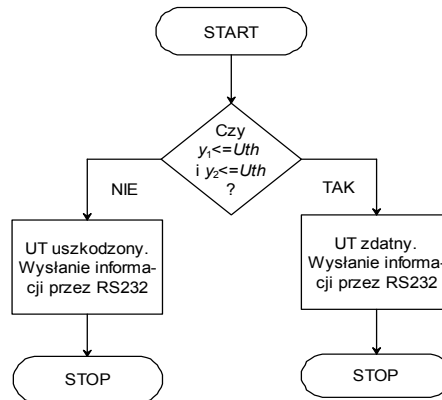 START
Czy
y₁<=Uth
i y₂<=Uth
?
NIE
TAK
UT uszkodzony.
Wysłanie informa-
cji przez RS232
UT zdatny.
Wysłanie informa-
cji przez RS232
STOP
STOP